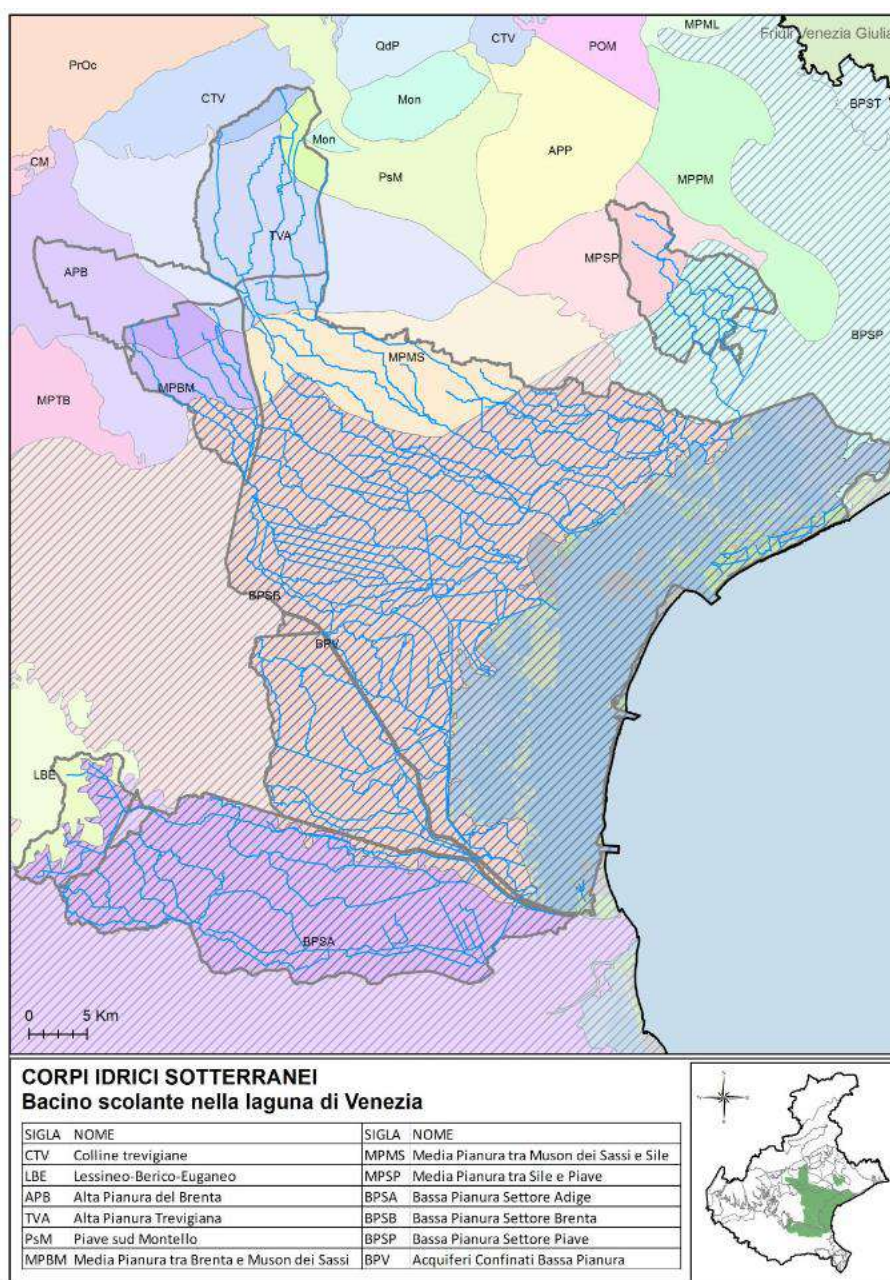 MPML
Friuli Venezia Giulia
QdP
CTV
POM
PrOc
CTV
Mon
BPST
Mon
APP
CM
PsM
MPPM
TVA
MPSP
APB
BPSP
MPMS
MPBM
MPTB
BPSB
BPV
LBE
BPSA
0 5 Km
CORPI IDRICI SOTTERRANEI
Bacino scolante nella laguna di Venezia
SIGLA NOME SIGLA NOME
CTV Colline trevigiane MPMS Media Pianura tra Muson dei Sassi e Sile
LBE Lessineo-Berico-Euganeo MPSP Media Pianura tra Sile e Piave
APB Alta Pianura del Brenta BPSA Bassa Pianura Settore Adige
TVA Alta Pianura Trevigiana BPSB Bassa Pianura Settore Brenta
PsM Piave sud Montello BPSP Bassa Pianura Settore Piave
MPBM Media Pianura tra Brenta e Muson dei Sassi BPV Acquiferi Confinati Bassa Pianura